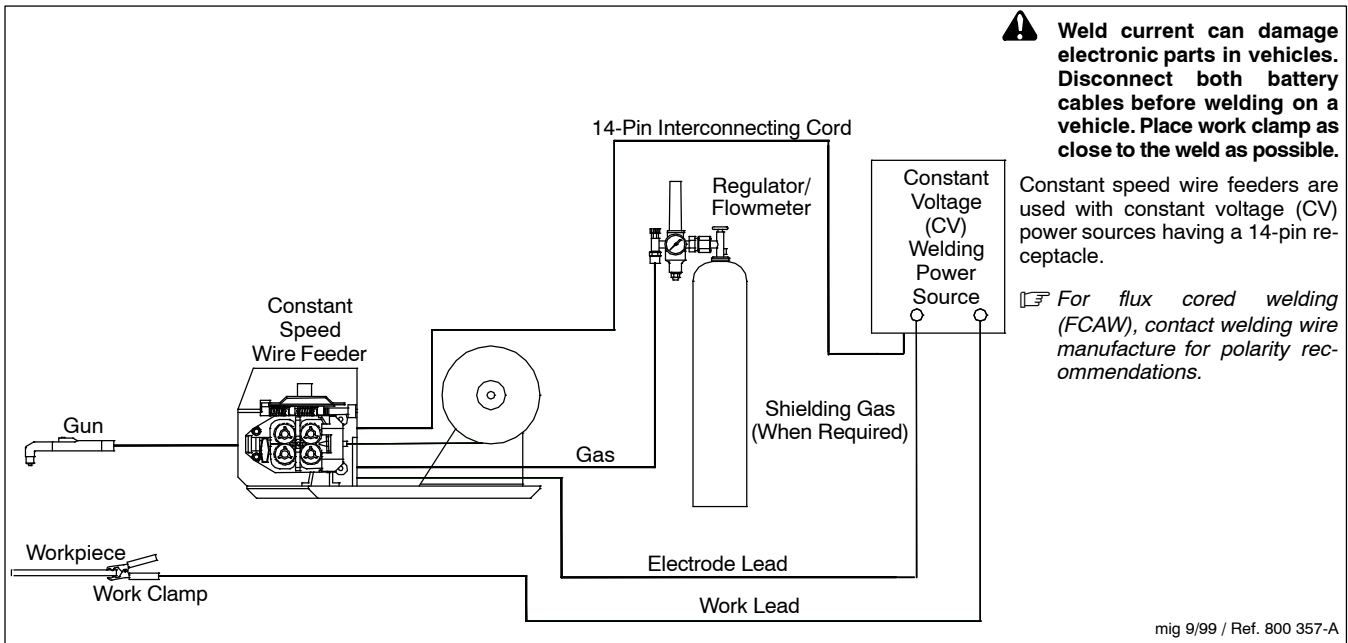 Weld current can damage
electronic parts in vehicles.
Disconnect both battery
cables before welding on a
vehicle. Place work clamp as
close to the weld as possible.
Constant speed wire feeders are
used with constant voltage (CV)
power sources having a 14-pin re-
ceptacle.
For flux cored welding
(FCAW), contact welding wire
manufacture for polarity rec-
ommendations.
14-Pin Interconnecting Cord
Regulator/
Flowmeter
Constant
Voltage
(CV)
Welding
Power
Source
Constant
Speed
Wire Feeder
Gun
Gas
Shielding Gas
(When Required)
Workpiece
Work Clamp
Electrode Lead
Work Lead
mig 9/99 / Ref. 800 357-A